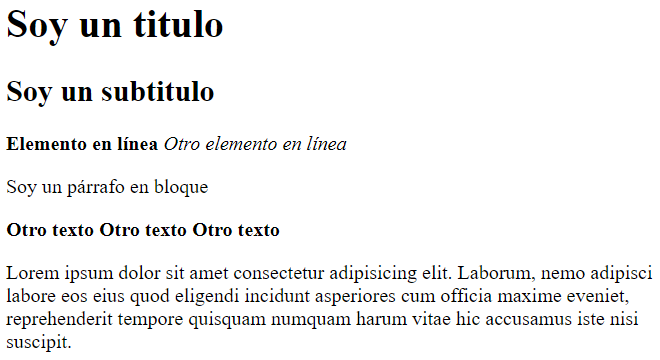 Soy un titulo
Soy un subtitulo
Elemento en línea Otro elemento en línea
Soy un párrafo en bloque
Otro texto Otro texto Otro texto
Lorem ipsum dolor sit amet consectetur adipisicing elit. Laborum, nemo adipisci
labore eos eius quod eligendi incidunt asperiores cum officia maxime eveniet,
reprehenderit tempore quisquam numquam harum vitae hic accusamus iste nisi
suscipit.